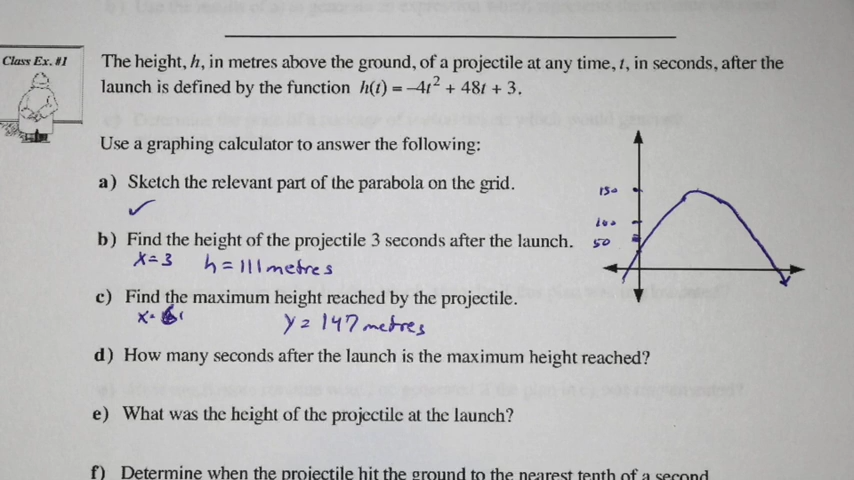 Class Ex. #1
The height, h, in metres above the ground, of a projectile at any time, t, in seconds, after the
launch is defined by the function h(t) = –4t² + 48t + 3.
Use a graphing calculator to answer the following:
a) Sketch the relevant part of the parabola on the grid.
✓
150
100
50
b) Find the height of the projectile 3 seconds after the launch.
x=3 h=111 metres
c) Find the maximum height reached by the projectile.
x= y= 147 metres
d) How many seconds after the launch is the maximum height reached?
e) What was the height of the projectile at the launch?
f) Determine when the projectile hit the ground to the nearest tenth of a second